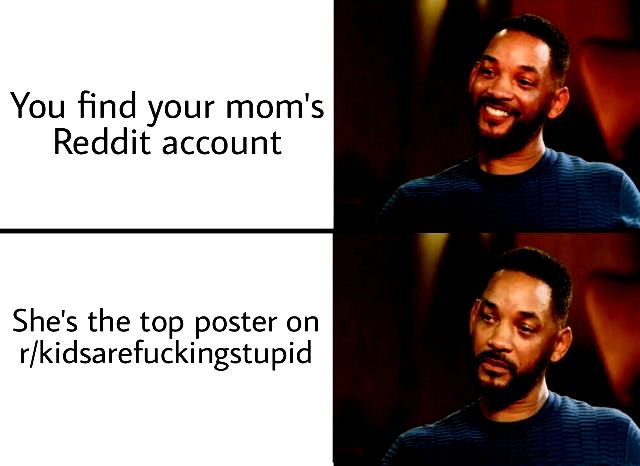 You find your mom's
Reddit account
She's the top poster on
r/kidsarefuckingstupid